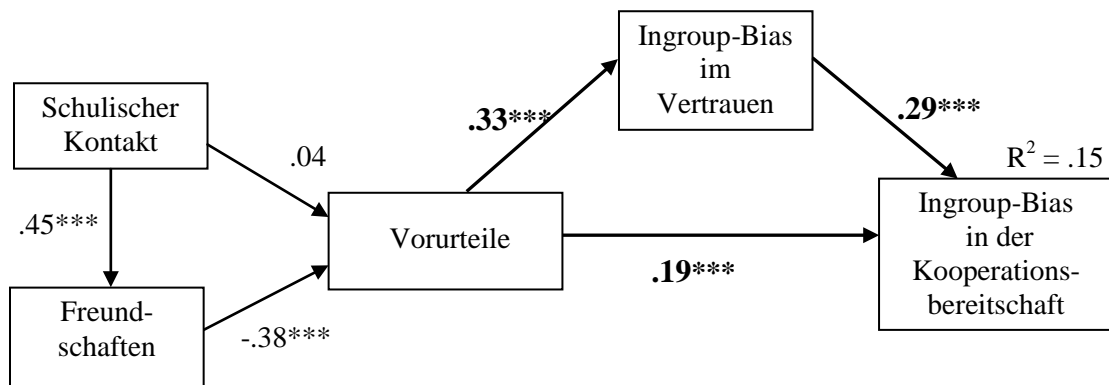 Ingroup-Bias
im
Vertrauen
Schulischer
Kontakt
.33***
.29***
.04
R² = .15
.45***
Vorurteile
Ingroup-Bias
in der
Kooperations-
bereitschaft
.19***
Freund-
schaften
-.38***